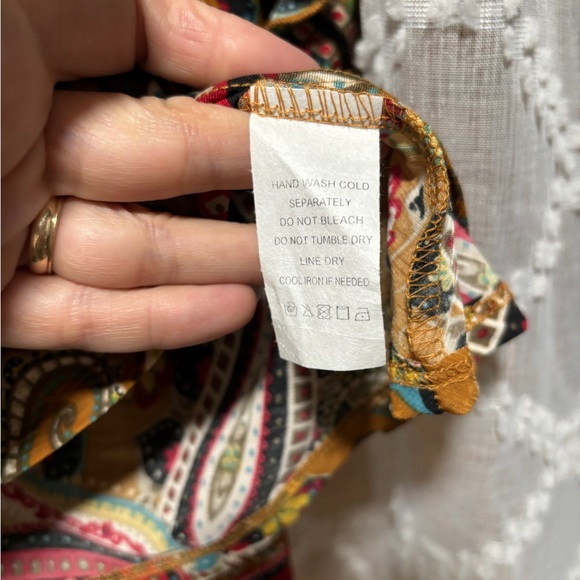 HAND WASH COLD
SEPARATELY
DO NOT BLEACH
DO NOT TUMBLE DRY
LINE DRY
COOL IRON IF NEEDED